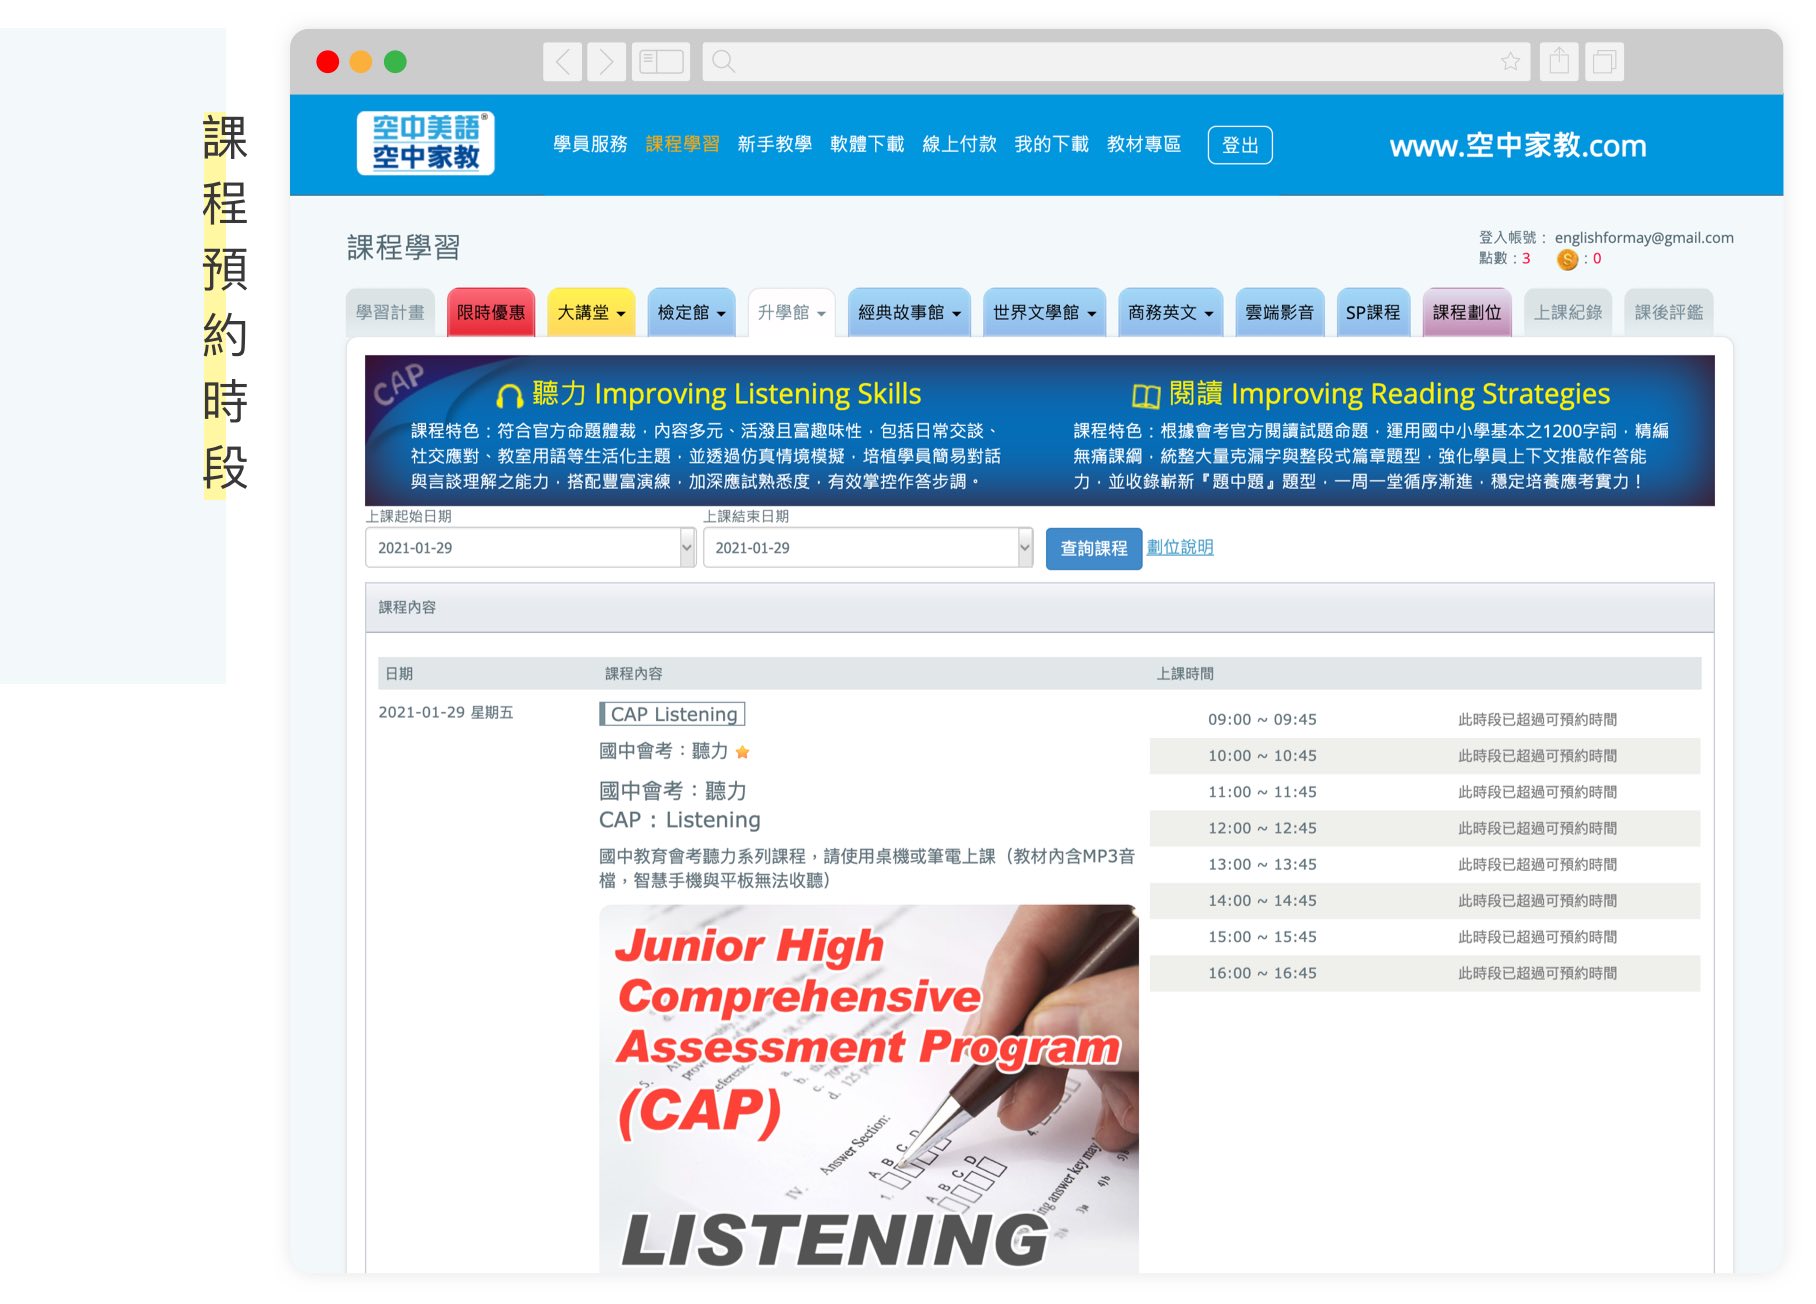 課程預約時段
空中美語®
空中家教
學員服務 課程學習 新手教學 軟體下載 線上付款 我的下載 教材專區 登出
www.空中家教.com
課程學習
登入帳號： englishformay@gmail.com
點數：3 S：0
學習計畫 限時優惠 大講堂 檢定館 升學館 經典故事館 世界文學館 商務英文 雲端影音 SP課程 課程劃位 上課紀錄 課後評鑑
CAP
聽力 Improving Listening Skills
課程特色：符合官方命題體裁，內容多元、活潑且富趣味性，包括日常交談、
社交應對、教室用語等生活化主題，並透過仿真情境模擬，培植學員簡易對話
與言談理解之能力，搭配豐富演練，加深應試熟悉度，有效掌控作答步調。
閱讀 Improving Reading Strategies
課程特色：根據會考官方閱讀試題命題，運用國中小學基本之1200字詞，精編
無痛課綱，統整大量克漏字與整段式篇章題型，強化學員上下文推敲作答能
力，並收錄嶄新『題中題』題型，一周一堂循序漸進，穩定培養應考實力！
上課起始日期 上課結束日期
2021-01-29 2021-01-29 查詢課程 劃位說明
課程內容
日期 課程內容 上課時間
2021-01-29 星期五
CAP Listening
國中會考：聽力
國中會考：聽力
CAP : Listening
國中教育會考聽力系列課程，請使用桌機或筆電上課（教材內含MP3音
檔，智慧手機與平板無法收聽）
09:00 ~ 09:45 此時段已超過可預約時間
10:00 ~ 10:45 此時段已超過可預約時間
11:00 ~ 11:45 此時段已超過可預約時間
12:00 ~ 12:45 此時段已超過可預約時間
13:00 ~ 13:45 此時段已超過可預約時間
14:00 ~ 14:45 此時段已超過可預約時間
15:00 ~ 15:45 此時段已超過可預約時間
16:00 ~ 16:45 此時段已超過可預約時間
Junior High
Comprehensive
Assessment Program
(CAP)
IV. Answer Section:
A B C D
1.
A B C D
4.
ing answer key may
LISTENING